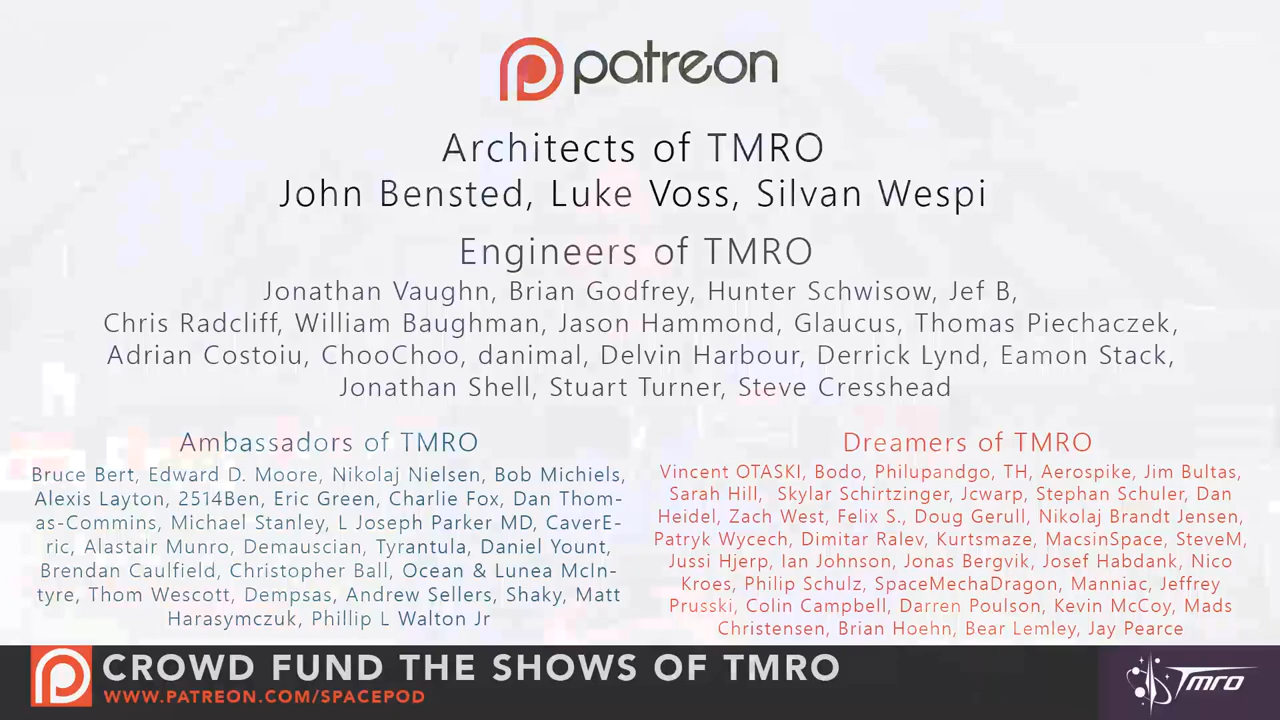 patreon
Architects of TMRO
John Bensted, Luke Voss, Silvan Wespi
Engineers of TMRO
Jonathan Vaughn, Brian Godfrey, Hunter Schwisow, Jef B,
Chris Radcliff, William Baughman, Jason Hammond, Glaucus, Thomas Piechaczek,
Adrian Costoiu, ChooChoo, danimal, Delvin Harbour, Derrick Lynd, Eamon Stack,
Jonathan Shell, Stuart Turner, Steve Cresshead
Ambassadors of TMRO
Bruce Bert, Edward D. Moore, Nikolaj Nielsen, Bob Michiels,
Alexis Layton, 2514Ben, Eric Green, Charlie Fox, Dan Thom-
as-Commins, Michael Stanley, L Joseph Parker MD, CaverE-
ric, Alastair Munro, Demauscian, Tyrantula, Daniel Yount,
Brendan Caulfield, Christopher Ball, Ocean & Lunea McIn-
tyre, Thom Wescott, Dempsas, Andrew Sellers, Shaky, Matt
Harasymczuk, Phillip L Walton Jr
Dreamers of TMRO
Vincent OTASKI, Bodo, Philupandgo, TH, Aerospike, Jim Bultas,
Sarah Hill, Skylar Schirtzinger, Jcwarp, Stephan Schuler, Dan
Heidel, Zach West, Felix S., Doug Gerull, Nikolaj Brandt Jensen,
Patryk Wycech, Dimitar Ralev, Kurtsmaze, MacsinSpace, SteveM,
Jussi Hjerp, Ian Johnson, Jonas Bergvik, Josef Habdank, Nico
Kroes, Philip Schulz, SpaceMechaDragon, Manniac, Jeffrey
Prusski, Colin Campbell, Darren Poulson, Kevin McCoy, Mads
Christensen, Brian Hoehn, Bear Lemley, Jay Pearce
CROWD FUND THE SHOWS OF TMRO
WWW.PATREON.COM/SPACEPOD
Tmro